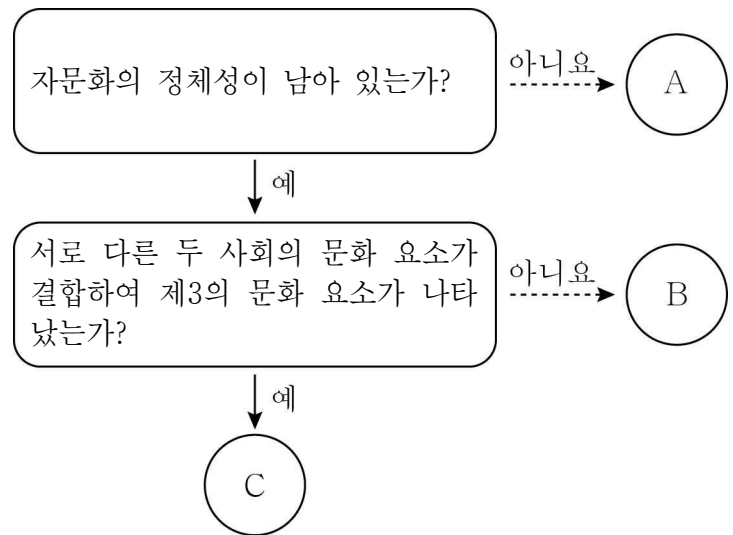 자문화의 정체성이 남아 있는가?
아니요
A
예
서로 다른 두 사회의 문화 요소가
결합하여 제3의 문화 요소가 나타
났는가?
아니요
B
예
C